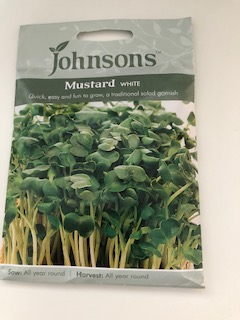 Johnsons™
Mustard WHITE
Quick, easy and fun to grow, a traditional salad garnish
Sow: All year round | Harvest: All year round